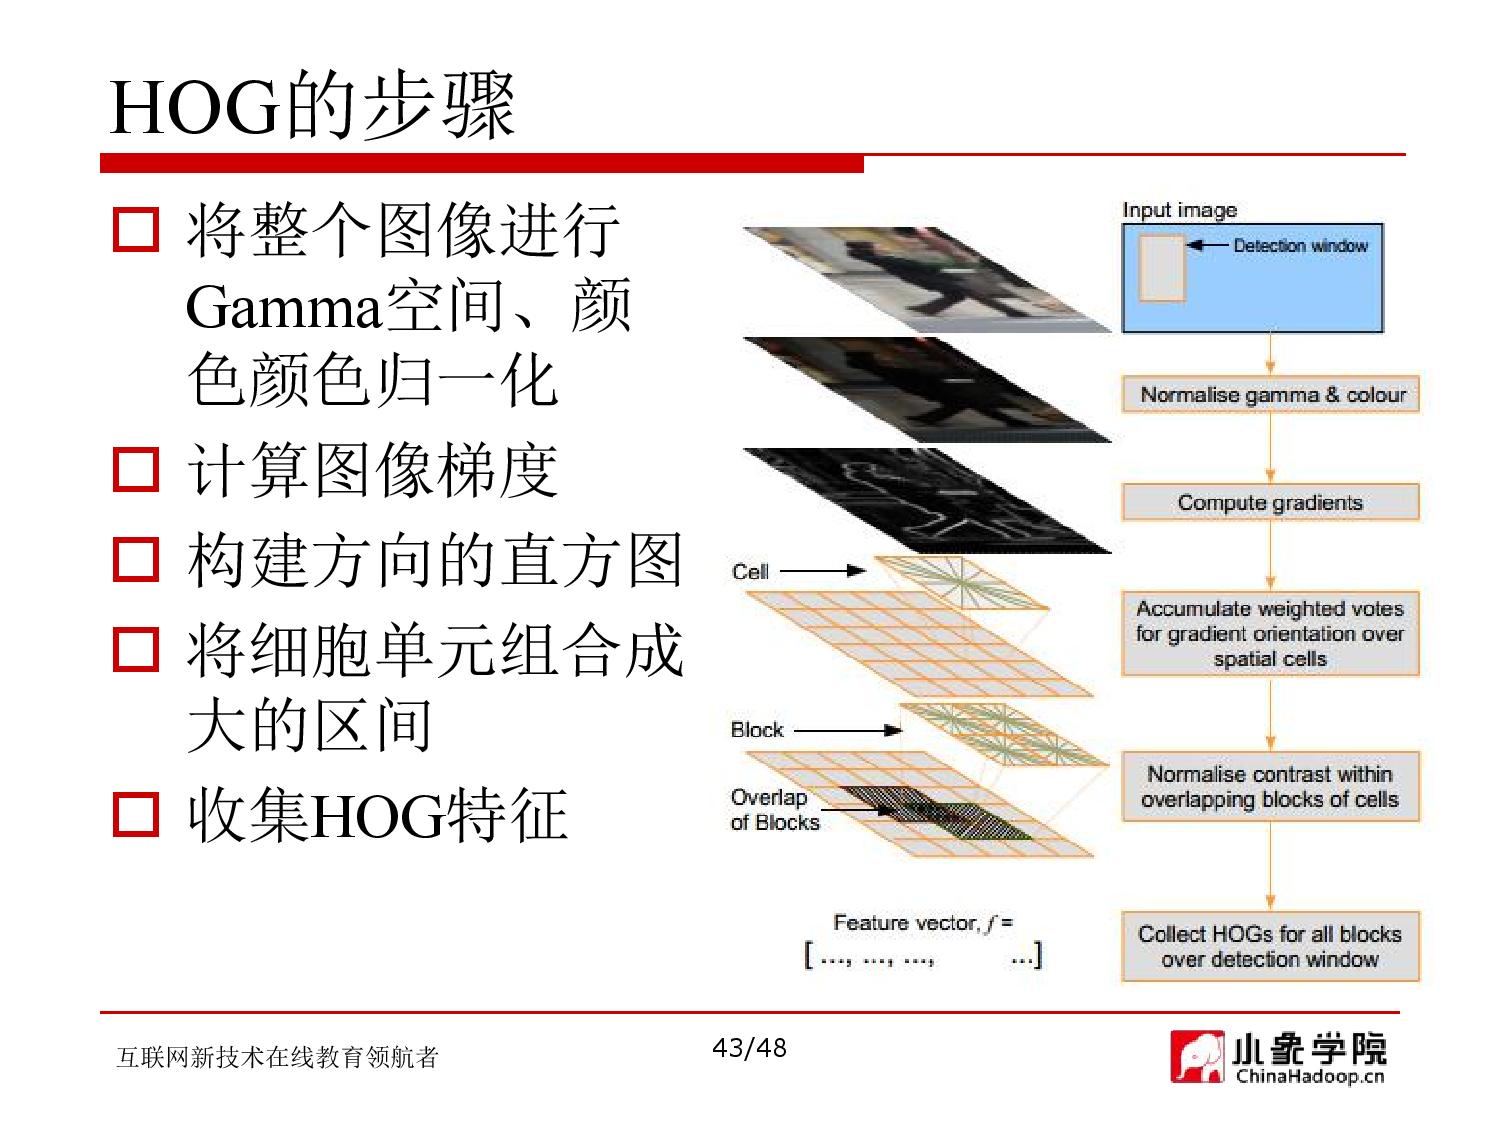 HOG的步骤
将整个图像进行
Gamma空间、颜
色颜色归一化
计算图像梯度
构建方向的直方图
将细胞单元组合成
大的区间
收集HOG特征
Input image
Detection window
Normalise gamma & colour
Compute gradients
Cell
Accumulate weighted votes
for gradient orientation over
spatial cells
Block
Overlap
of Blocks
Normalise contrast within
overlapping blocks of cells
Feature vector, f =
[ ..., ..., ..., ...]
Collect HOGs for all blocks
over detection window
互联网新技术在线教育领航者
43/48
小象学院
ChinaHadoop.cn